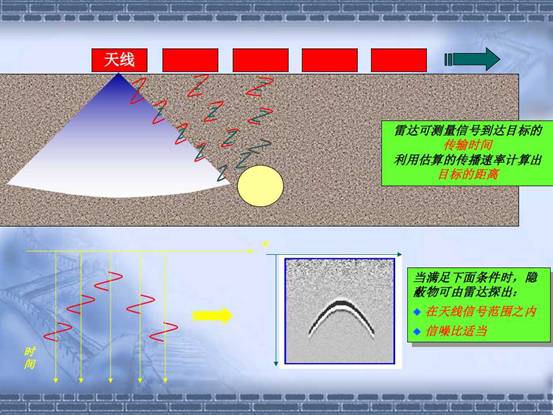 天线
雷达可测量信号到达目标的
传输时间
利用估算的传播速率计算出
目标的距离
当满足下面条件时，隐
蔽物可由雷达探出：
在天线信号范围之内
信噪比适当
时
间